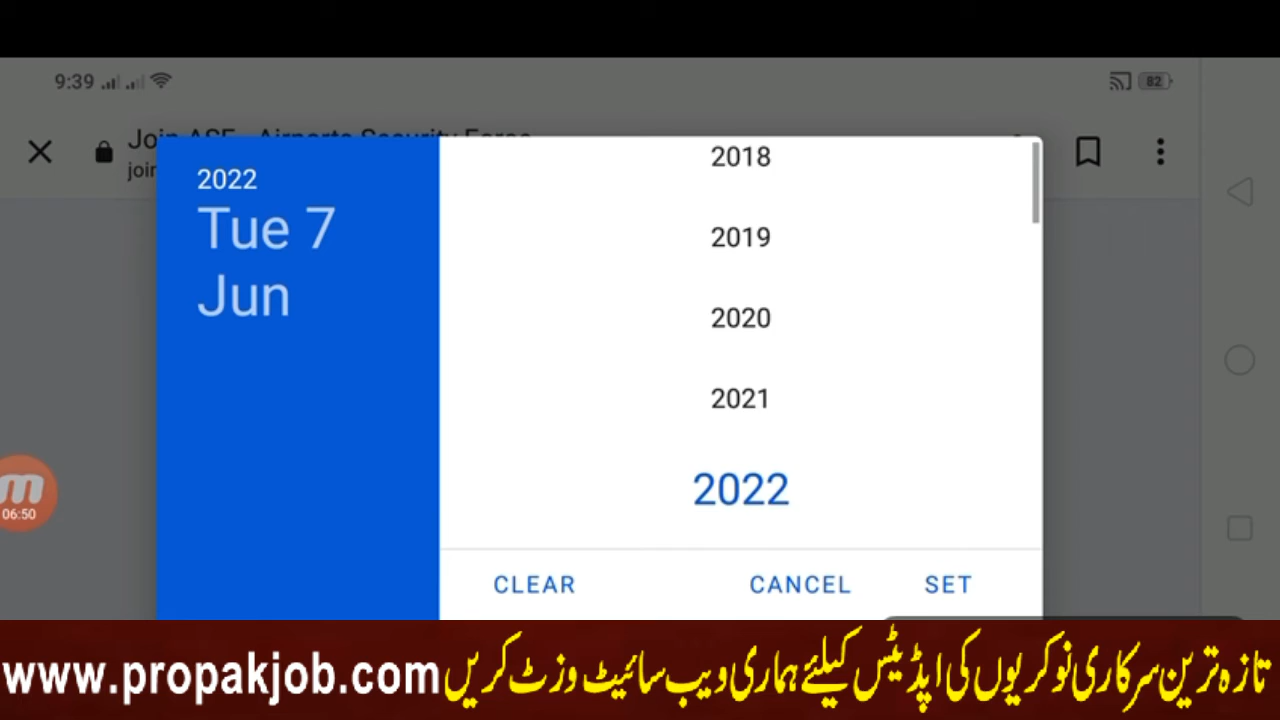 9:39
82
Join ASF - Airports Security Force
join
2022
Tue 7
Jun
2018
2019
2020
2021
2022
CLEAR
CANCEL
SET
m
06:50
www.propakjob.com تازہ ترین سرکاری نوکریوں کی اپڈیٹس کیلئے ہماری ویب سائیٹ وزٹ کریں